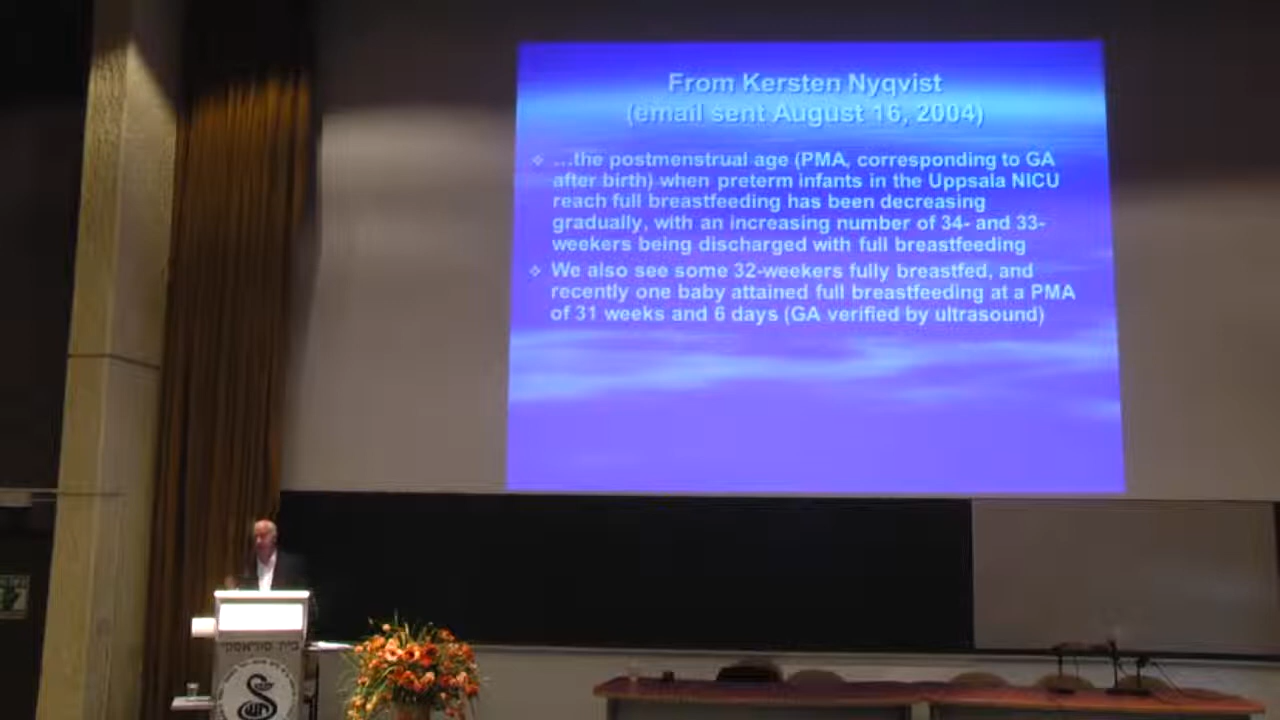 From Kersten Nyqvist
(email sent August 16, 2004)
...the postmenstrual age (PMA, corresponding to GA
after birth) when preterm infants in the Uppsala NICU
reach full breastfeeding has been decreasing
gradually, with an increasing number of 34- and 33-
weekers being discharged with full breastfeeding
We also see some 32-weekers fully breastfed, and
recently one baby attained full breastfeeding at a PMA
of 31 weeks and 6 days (GA verified by ultrasound)
בית סוראסקי